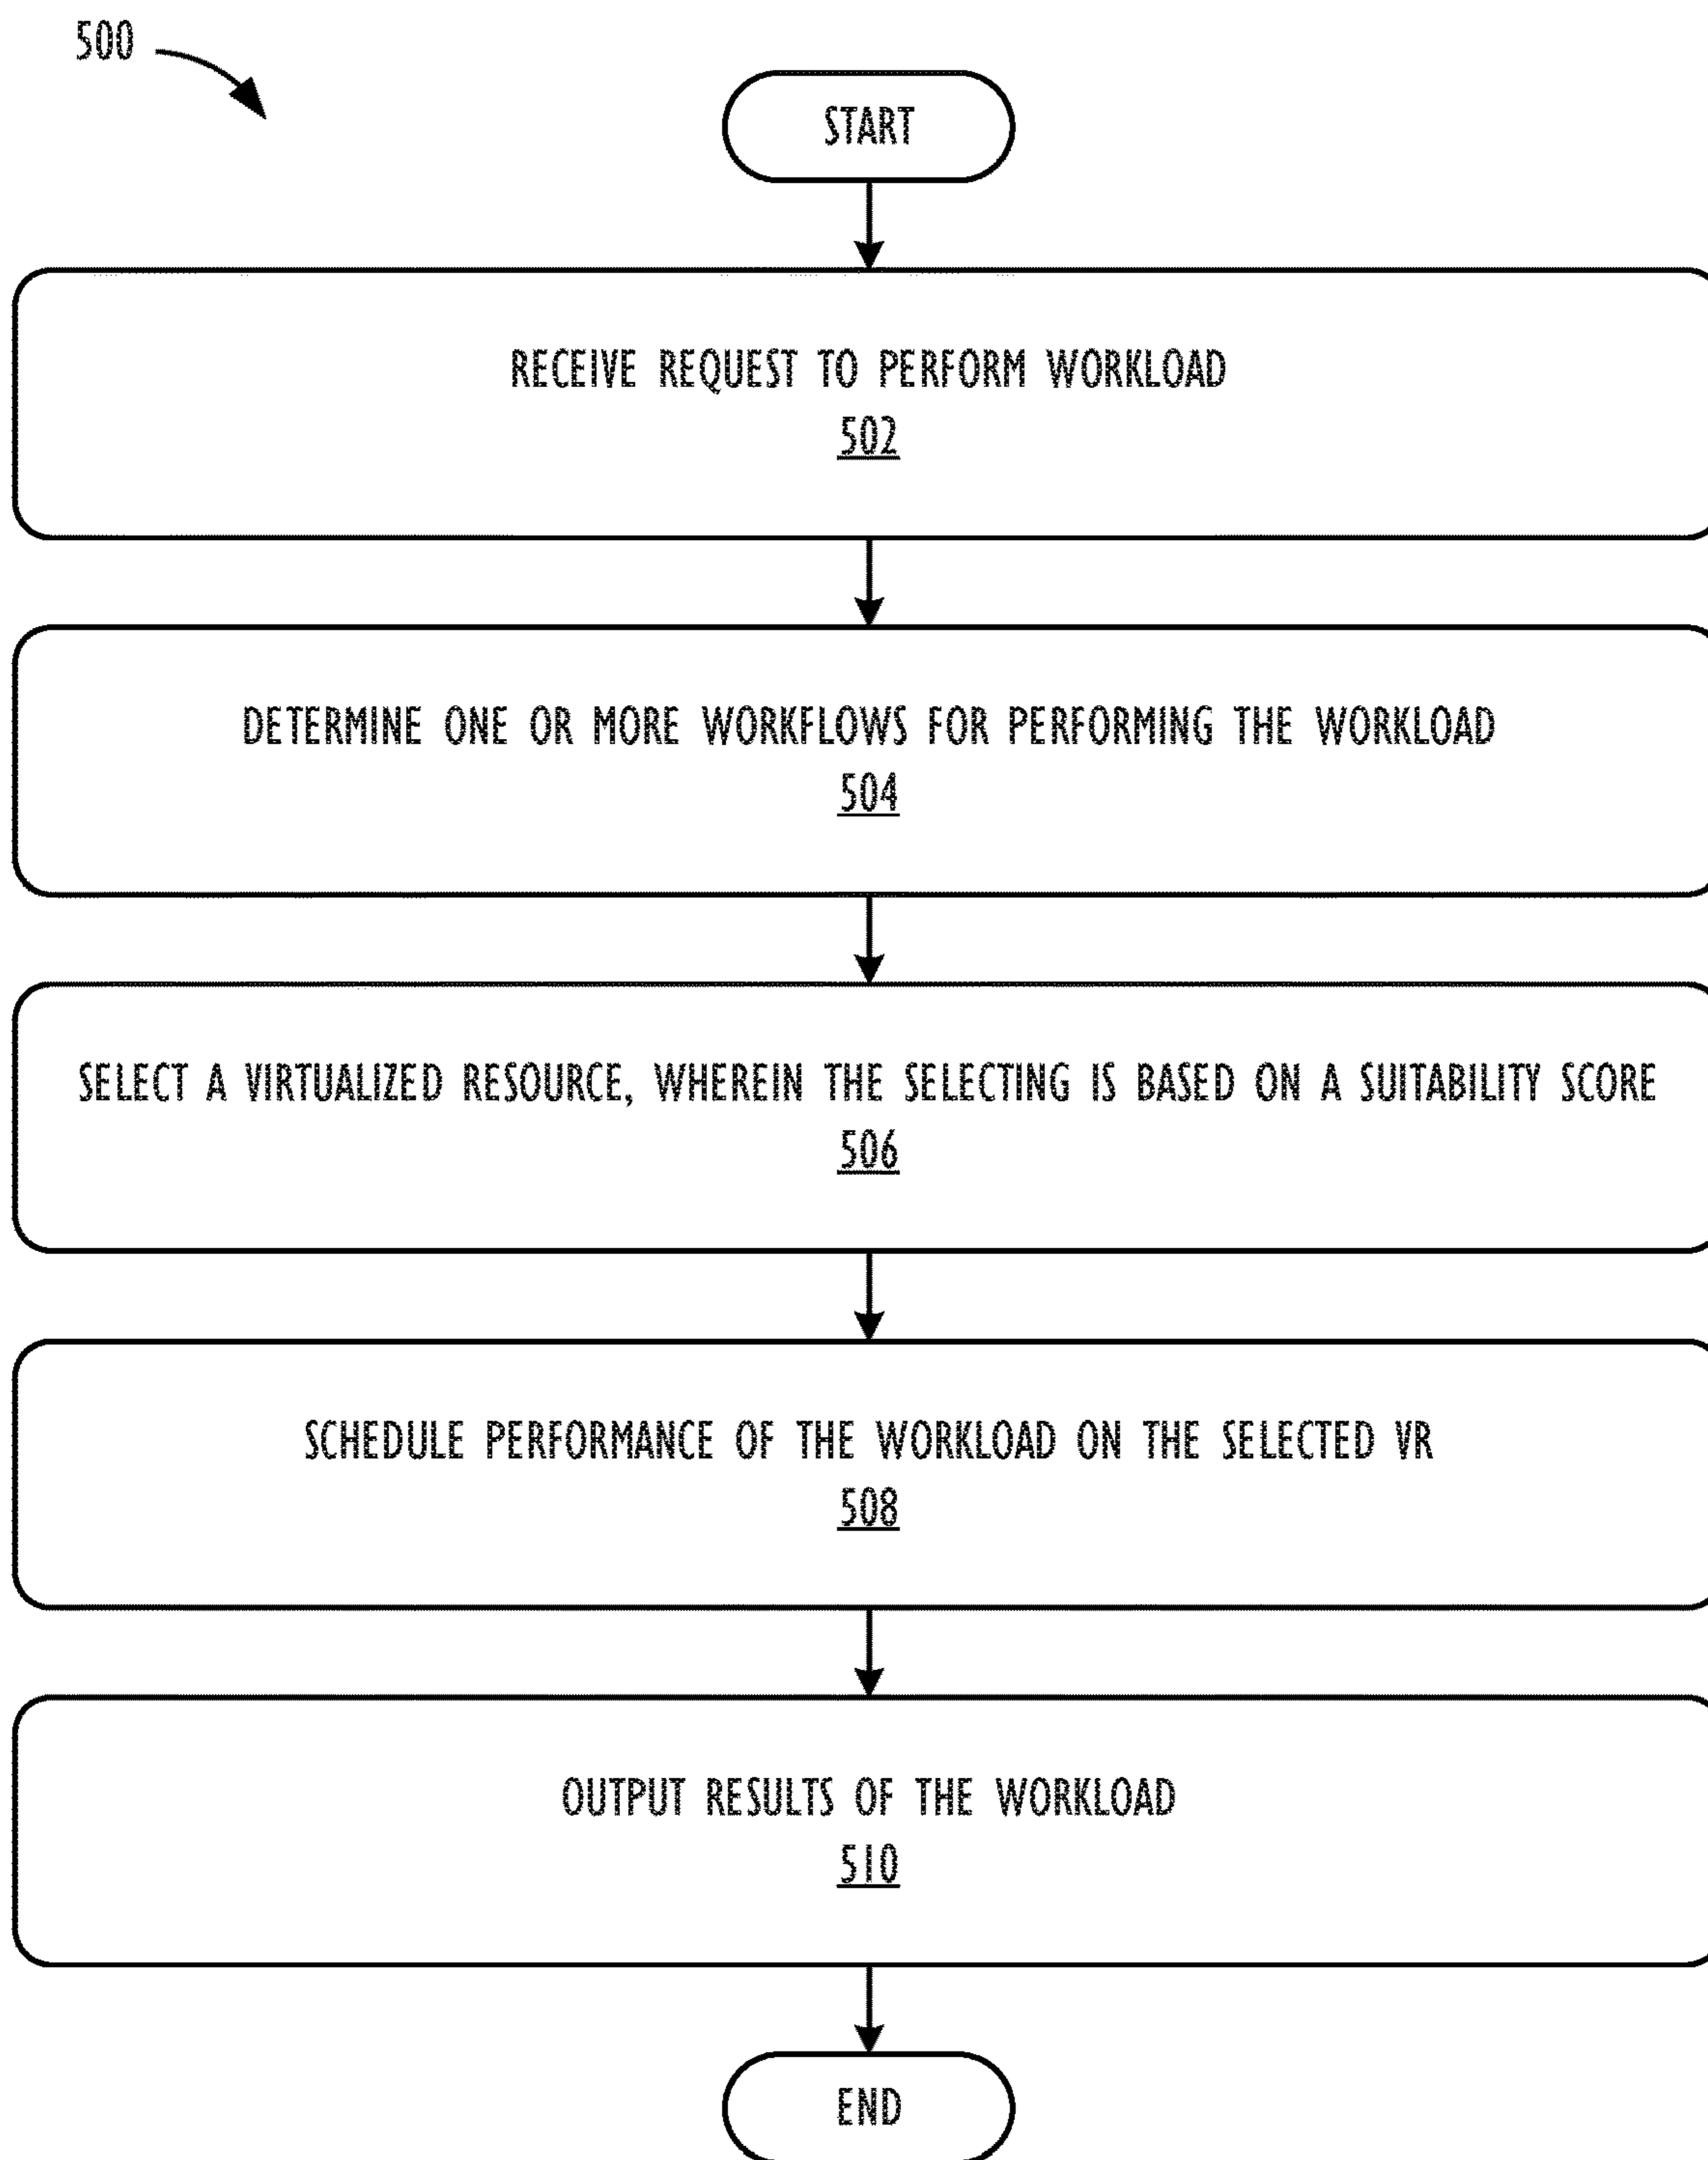 500
START
RECEIVE REQUEST TO PERFORM WORKLOAD
502
DETERMINE ONE OR MORE WORKFLOWS FOR PERFORMING THE WORKLOAD
504
SELECT A VIRTUALIZED RESOURCE, WHEREIN THE SELECTING IS BASED ON A SUITABILITY SCORE
506
SCHEDULE PERFORMANCE OF THE WORKLOAD ON THE SELECTED VR
508
OUTPUT RESULTS OF THE WORKLOAD
510
END